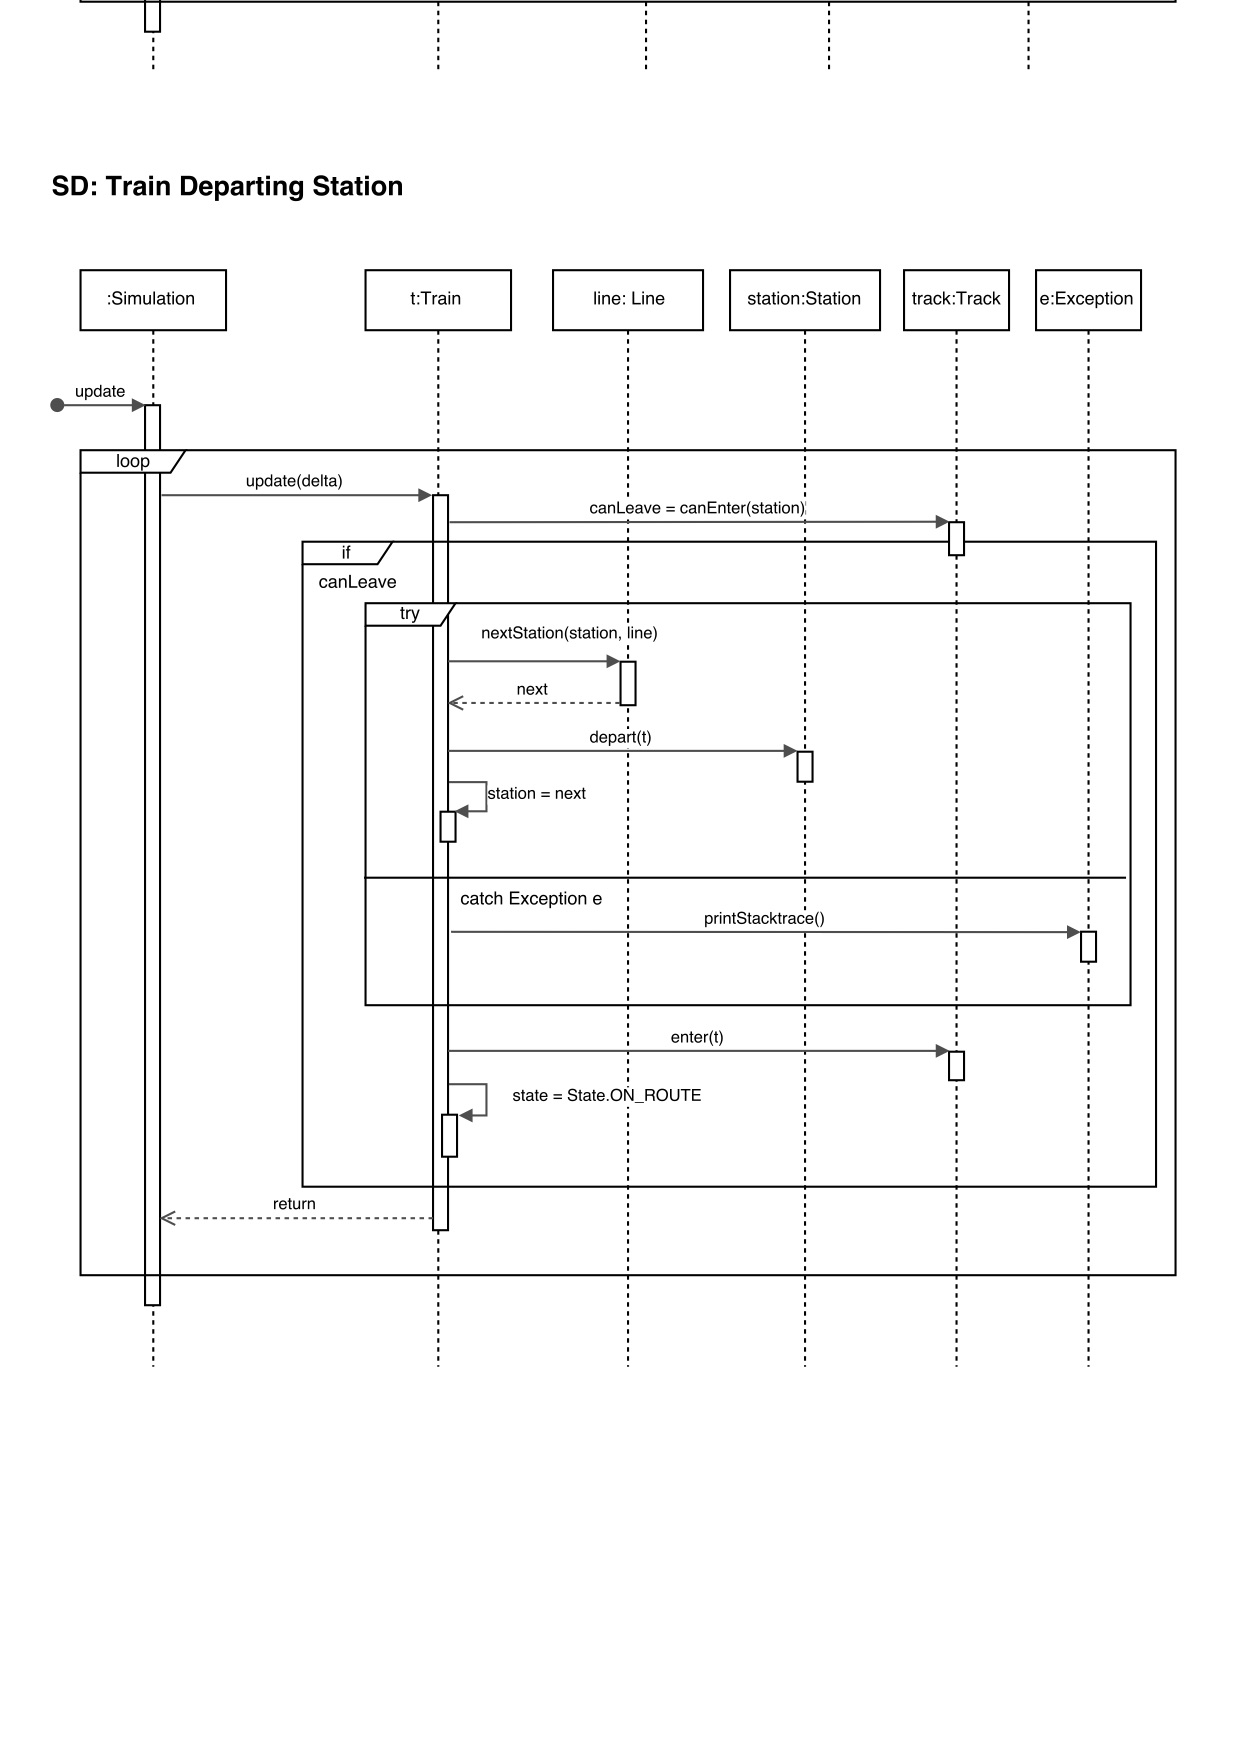 SD: Train Departing Station
:Simulation
t:Train
line: Line
station:Station
track:Track
e:Exception
update
loop
update(delta)
canLeave = canEnter(station)
if
canLeave
try
nextStation(station, line)
next
depart(t)
station = next
catch Exception e
printStacktrace()
enter(t)
state = State.ON_ROUTE
return